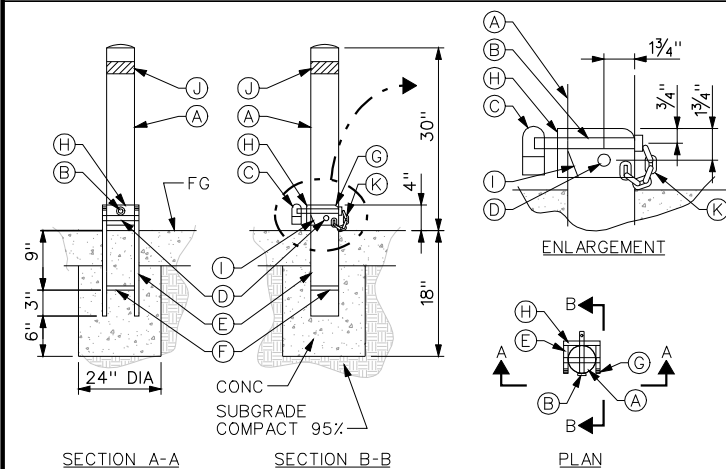 J
A
H
B
FG
9"
3"
6"
24" DIA
SECTION A-A
J
A
H
C
G
K
I
D
E
F
30"
4"
18"
CONC
SUBGRADE
COMPACT 95%
SECTION B-B
A
B
H
C
I
D
K
1¾"
¾"
1¾"
ENLARGEMENT
B
H
E
A
A
G
B
A
B
PLAN